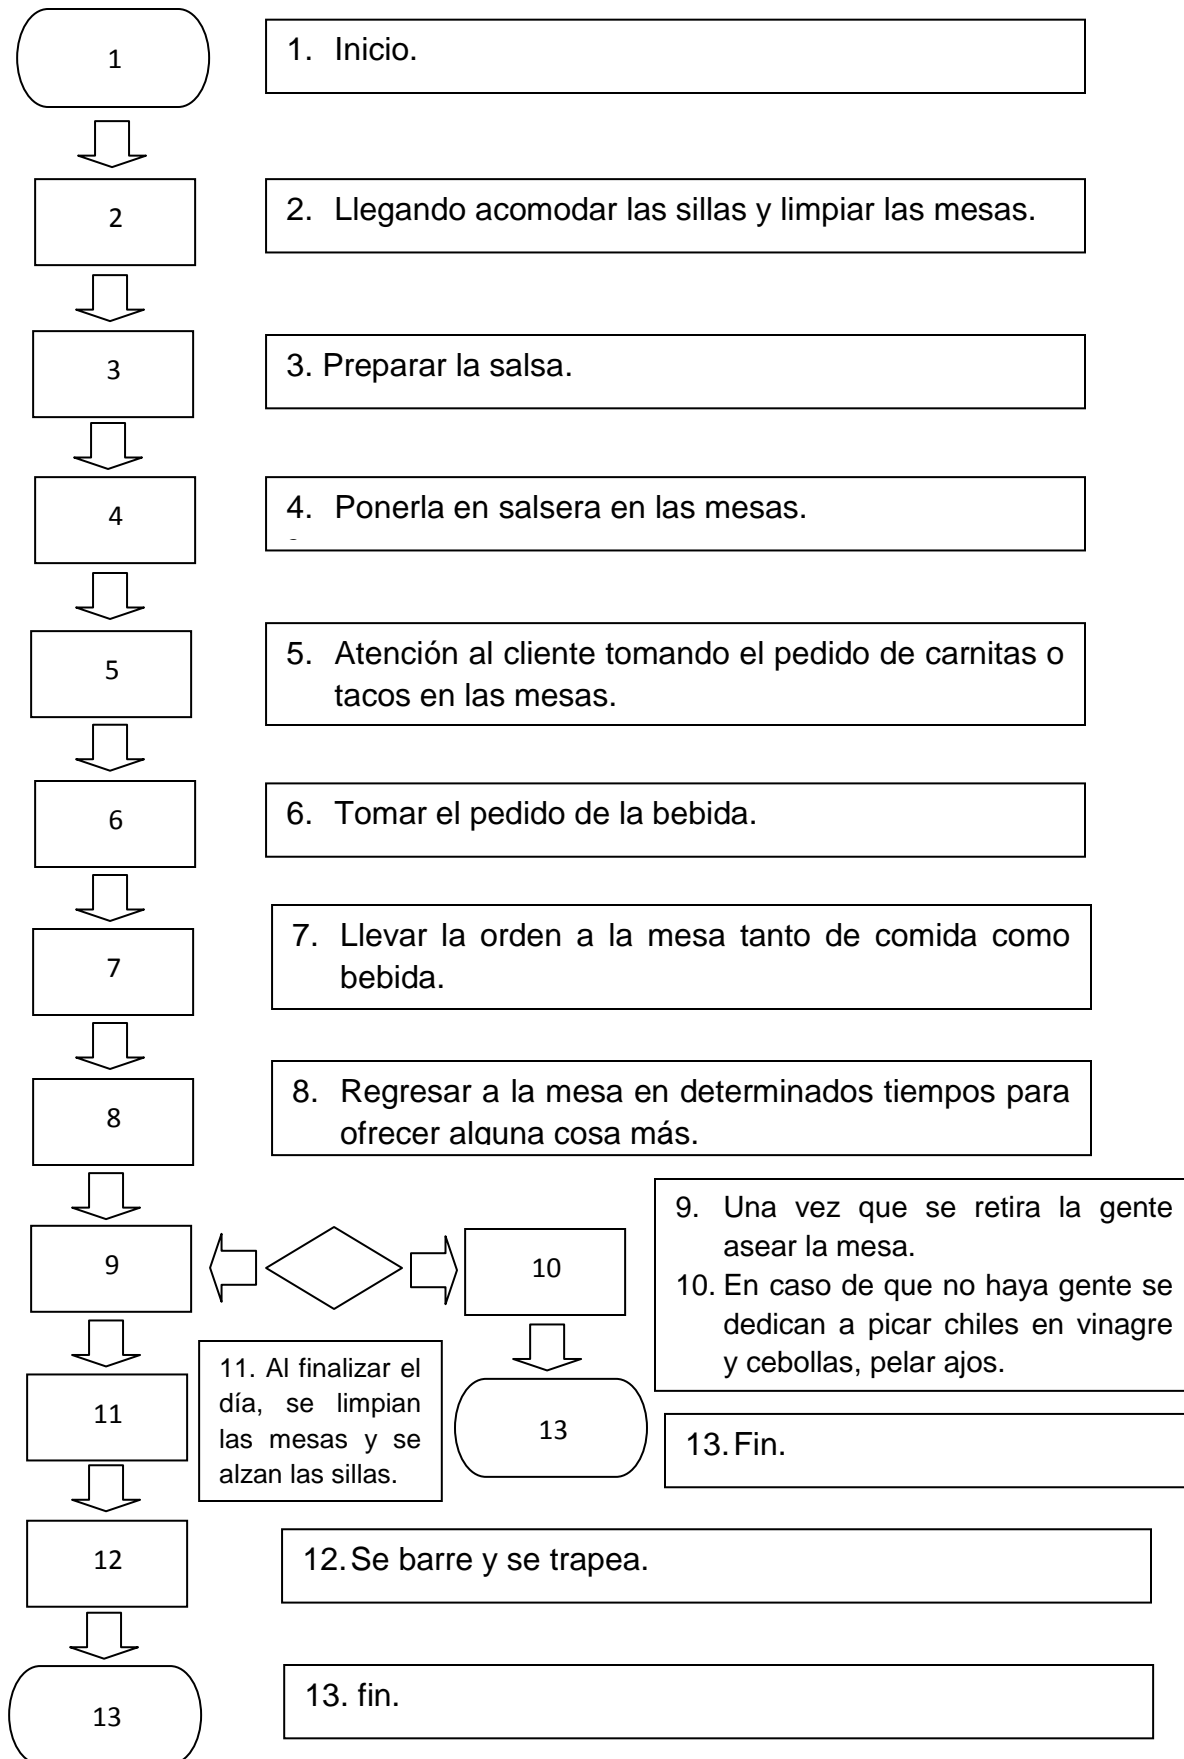 1
1. Inicio.
2
2. Llegando acomodar las sillas y limpiar las mesas.
3
3. Preparar la salsa.
4
4. Ponerla en salsera en las mesas.
5
5. Atención al cliente tomando el pedido de carnitas o
tacos en las mesas.
6
6. Tomar el pedido de la bebida.
7
7. Llevar la orden a la mesa tanto de comida como
bebida.
8
8. Regresar a la mesa en determinados tiempos para
ofrecer alguna cosa más.
9
10
9. Una vez que se retira la gente
asear la mesa.
10. En caso de que no haya gente se
dedican a picar chiles en vinagre
y cebollas, pelar ajos.
11
11. Al finalizar el
día, se limpian
las mesas y se
alzan las sillas.
13
13. Fin.
12
12. Se barre y se trapea.
13
13. fin.